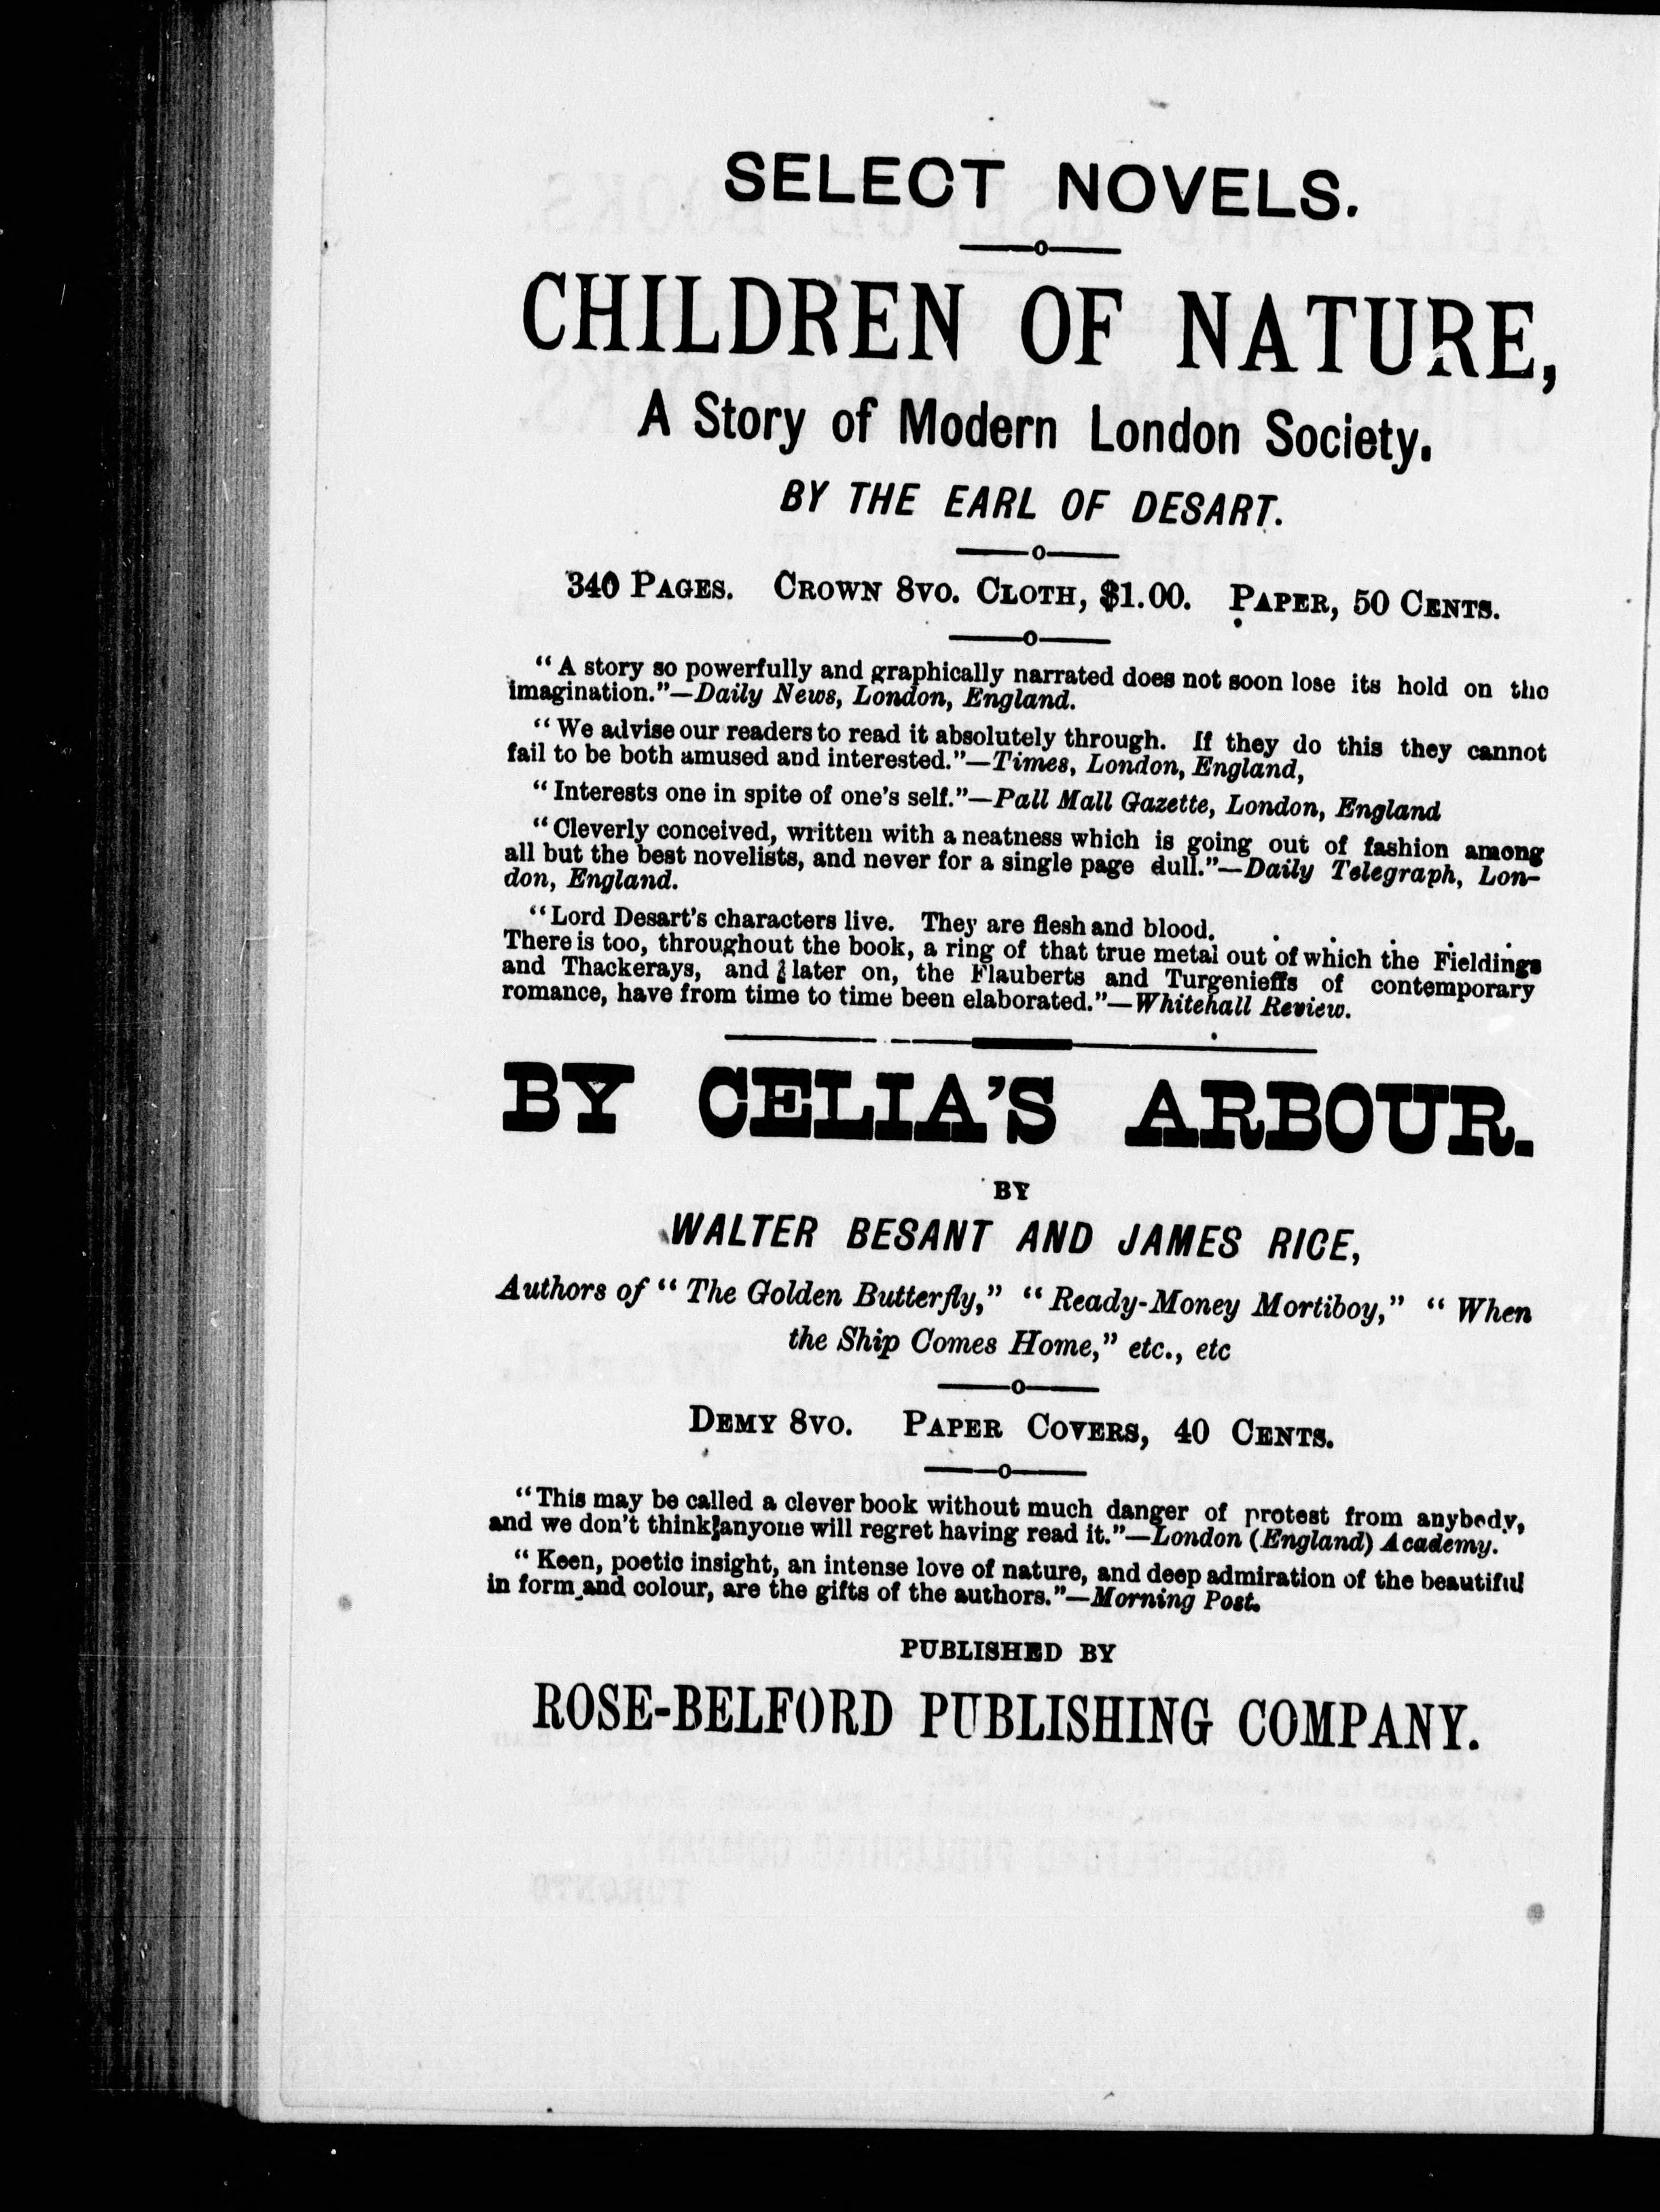 SELECT NOVELS.
CHILDREN OF NATURE,
A Story of Modern London Society.
BY THE EARL OF DESART.
340 PAGES. CROWN 8VO. CLOTH, $1.00. PAPER, 50 CENTS.
"A story so powerfully and graphically narrated does not soon lose its hold on the
imagination."—Daily News, London, England.
"We advise our readers to read it absolutely through. If they do this they cannot
fail to be both amused and interested."—Times, London, England,
"Interests one in spite of one's self."—Pall Mall Gazette, London, England
"Cleverly conceived, written with a neatness which is going out of fashion among
all but the best novelists, and never for a single page dull."—Daily Telegraph, Lon-
don, England.
"Lord Desart's characters live. They are flesh and blood. . . . . .
There is too, throughout the book, a ring of that true metal out of which the Fieldings
and Thackerays, and later on, the Flauberts and Turgenieffs of contemporary
romance, have from time to time been elaborated."—Whitehall Review.
BY CELIA'S ARBOUR.
BY
WALTER BESANT AND JAMES RICE,
Authors of "The Golden Butterfly," "Ready-Money Mortiboy," "When
the Ship Comes Home," etc., etc
DEMY 8VO. PAPER COVERS, 40 CENTS.
"This may be called a clever book without much danger of protest from anybody,
and we don't think anyone will regret having read it."—London (England) Academy.
"Keen, poetic insight, an intense love of nature, and deep admiration of the beautiful
in form and colour, are the gifts of the authors."—Morning Post.
PUBLISHED BY
ROSE-BELFORD PUBLISHING COMPANY.